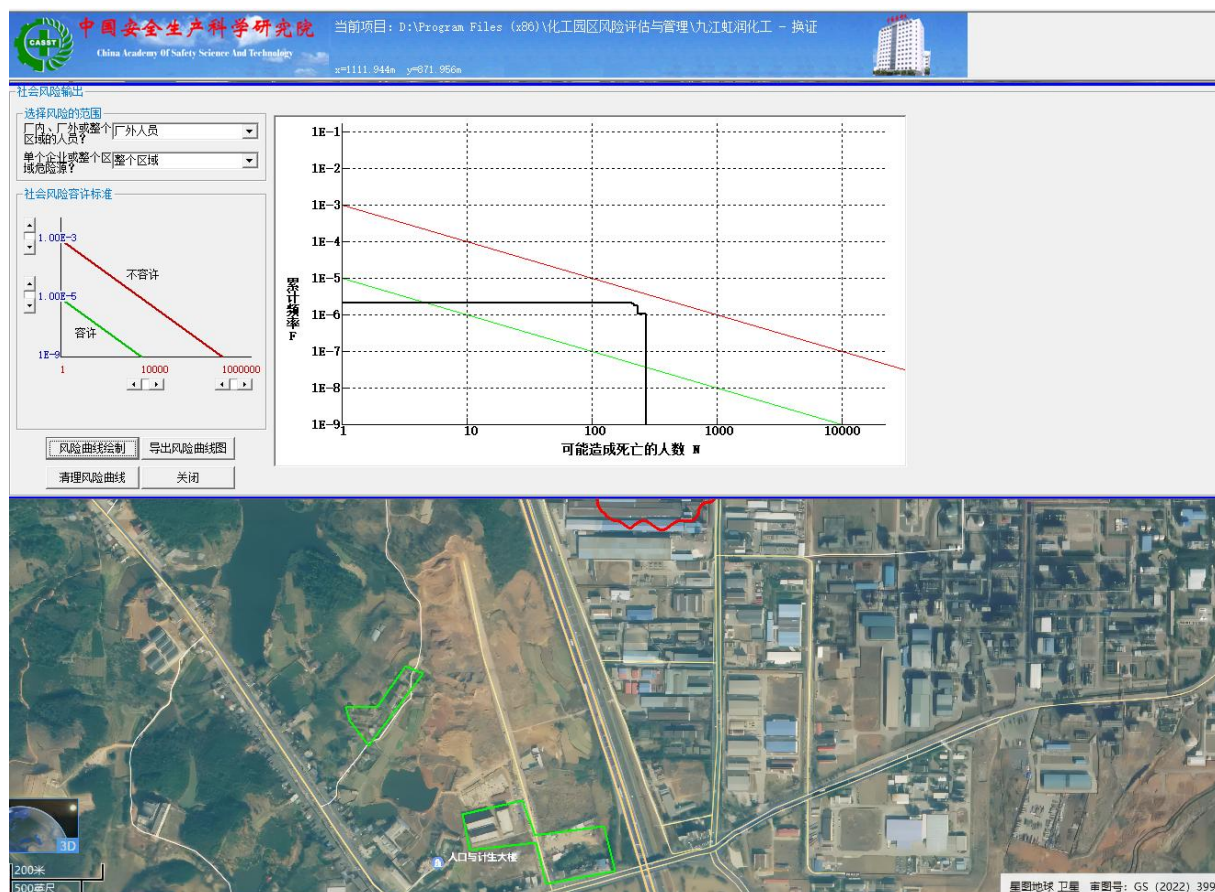 CASST
中国安全生产科学研究院
China Academy Of Safety Science And Technology
当前项目: D:\Program Files (x86)\化工园区风险评估与管理\九江虹润化工 - 换证
x=1111.944m y=871.956m
社会风险输出
选择风险的范围
厂内、厂外或整个区域的人员?
厂外人员
单个企业或整个区域危险源?
整个区域
社会风险容许标准
1.00E-3
不容许
1.00E-5
容许
1E-9
1
10000
1000000
风险曲线绘制
导出风险曲线图
清理风险曲线
关闭
1E-1
1E-2
1E-3
1E-4
1E-5
1E-6
1E-7
1E-8
1E-9
累计频率 F
1
10
100
1000
10000
可能造成死亡的人数 N
人口与计生大楼
3D
200米
500英尺
星图地球 卫星 审图号: GS (2022) 399